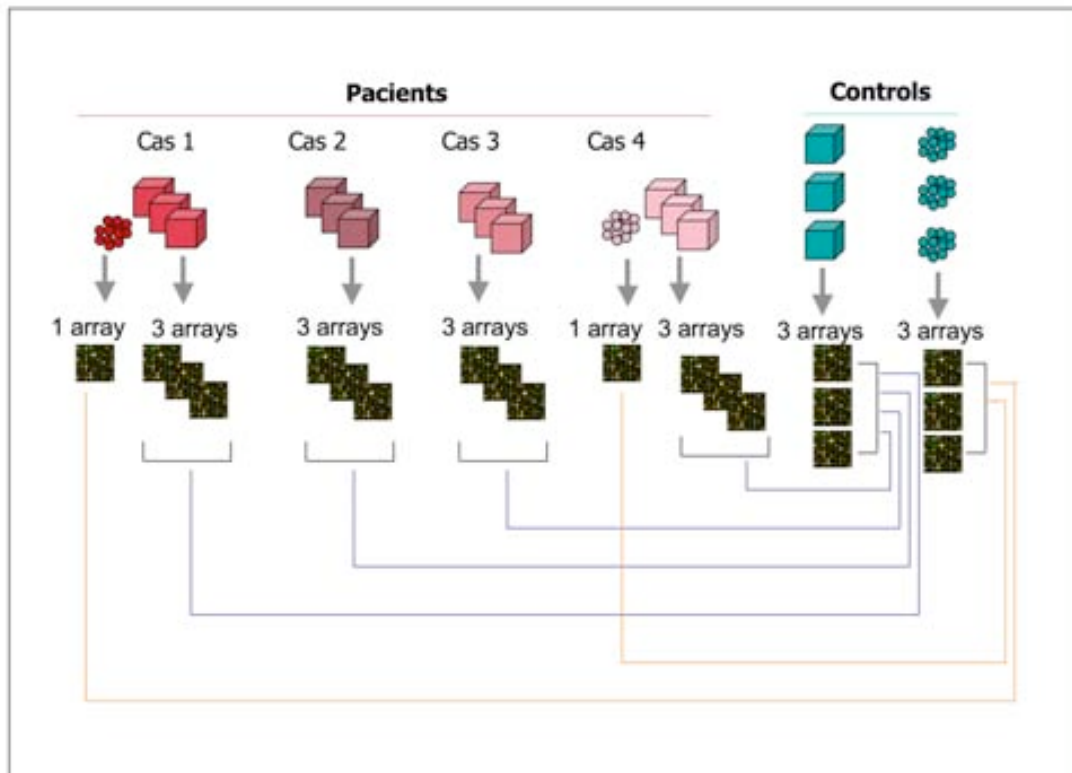 Pacients
Controls
Cas 1
Cas 2
Cas 3
Cas 4
1 array
3 arrays
3 arrays
3 arrays
1 array
3 arrays
3 arrays
3 arrays